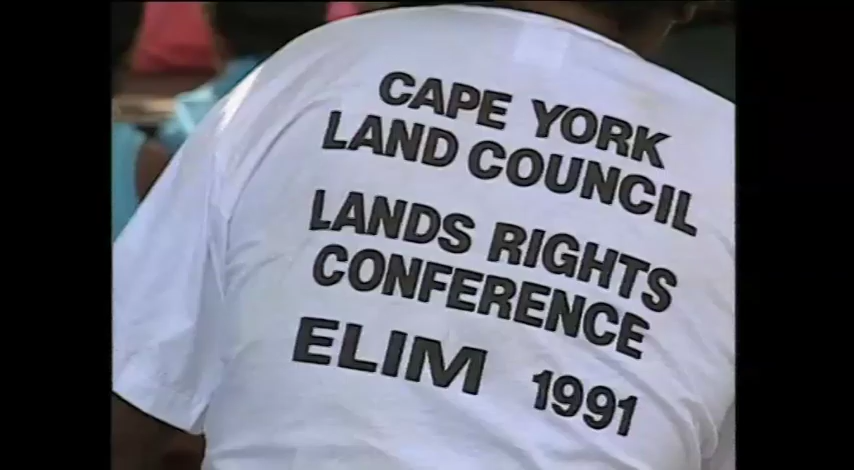 CAPE YORK
LAND COUNCIL
LANDS RIGHTS
CONFERENCE
ELIM 1991